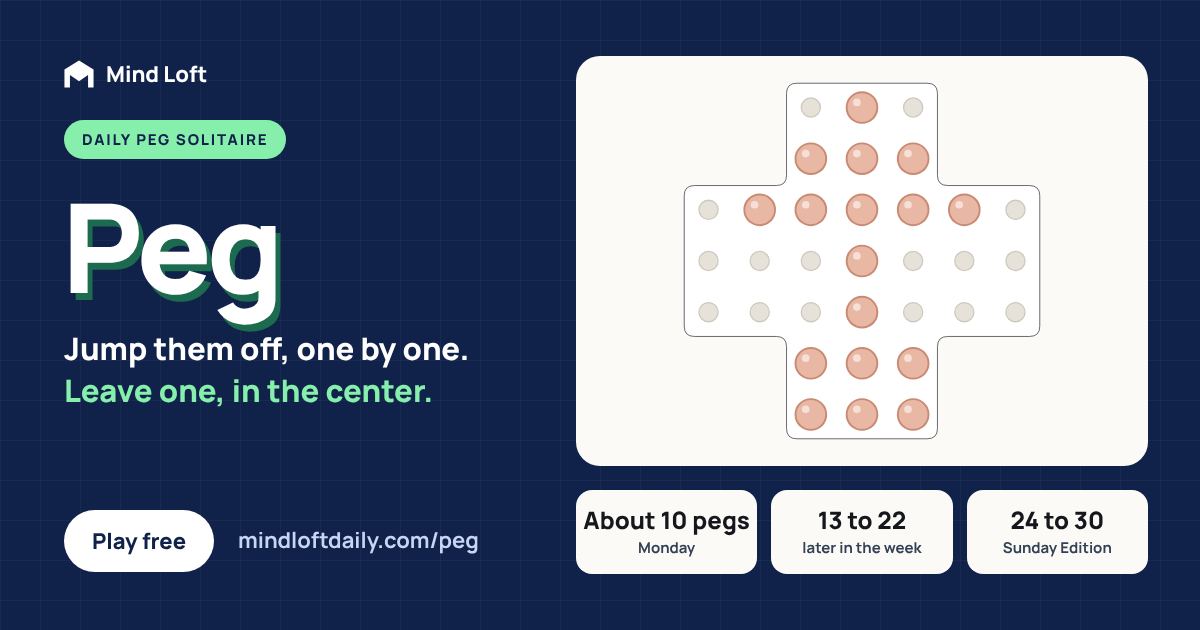 Mind Loft
DAILY PEG SOLITAIRE
Peg
Jump them off, one by one.
Leave one, in the center.
Play free
mindloftdaily.com/peg
About 10 pegs
Monday
13 to 22
later in the week
24 to 30
Sunday Edition